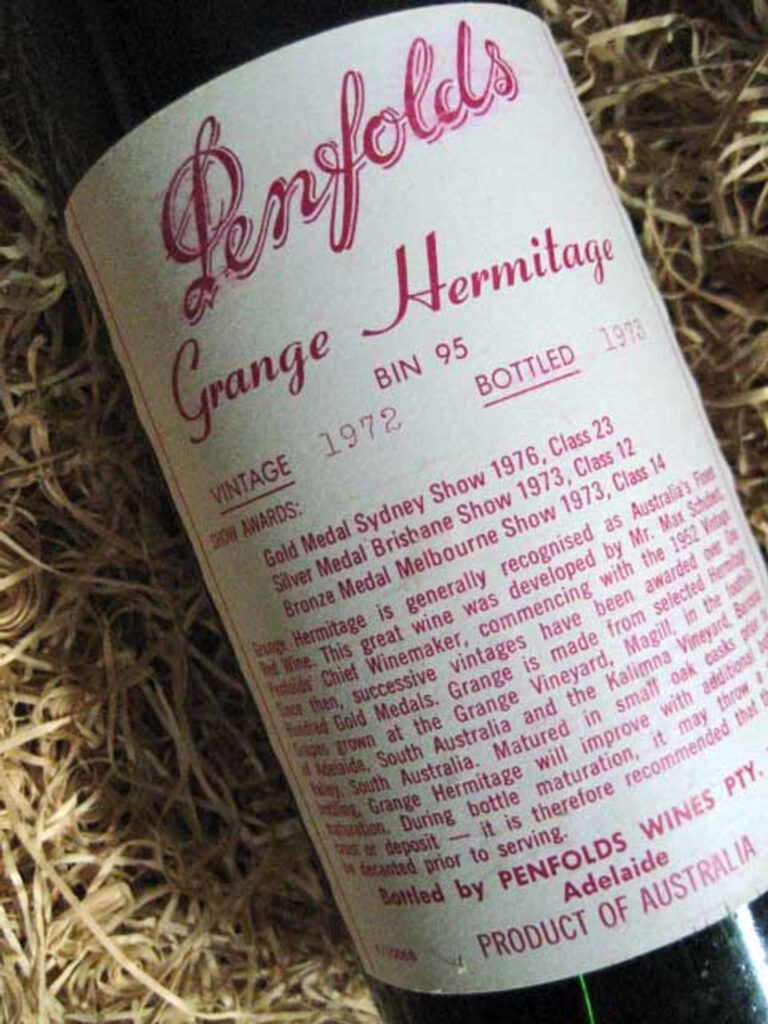 Penfolds
Grange Hermitage
BIN 95
VINTAGE 1972 BOTTLED 1973
SHOW AWARDS:
Gold Medal Sydney Show 1976, Class 23
Silver Medal Brisbane Show 1973, Class 12
Bronze Medal Melbourne Show 1973, Class 14
Grange Hermitage is generally recognised as Australia's Finest
Red Wine. This great wine was developed by Mr. Max Schubert,
Penfolds' Chief Winemaker, commencing with the 1952 Vintage
Since then, successive vintages have been awarded over One
Hundred Gold Medals. Grange is made from selected Hermitage
Grapes grown at the Grange Vineyard, Magill, in the
of Adelaide, South Australia and the Kalimna Vineyard, Barossa
Valley, South Australia. Matured in small oak casks prior
bottling, Grange Hermitage will improve with additional
maturation. During bottle maturation, it may throw a
crust or deposit — it is therefore recommended that
be decanted prior to serving.
Bottled by PENFOLDS WINES PTY.
Adelaide
PRODUCT OF AUSTRALIA